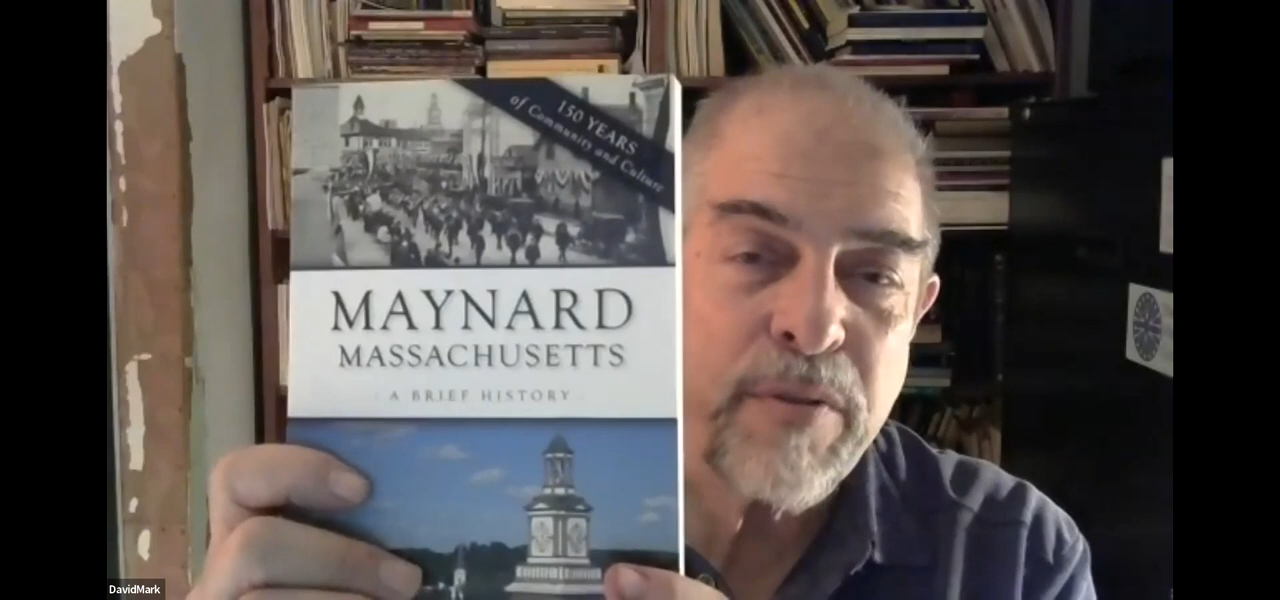 150 YEARS
of Community and Culture
MAYNARD
MASSACHUSETTS
A BRIEF HISTORY
DavidMark